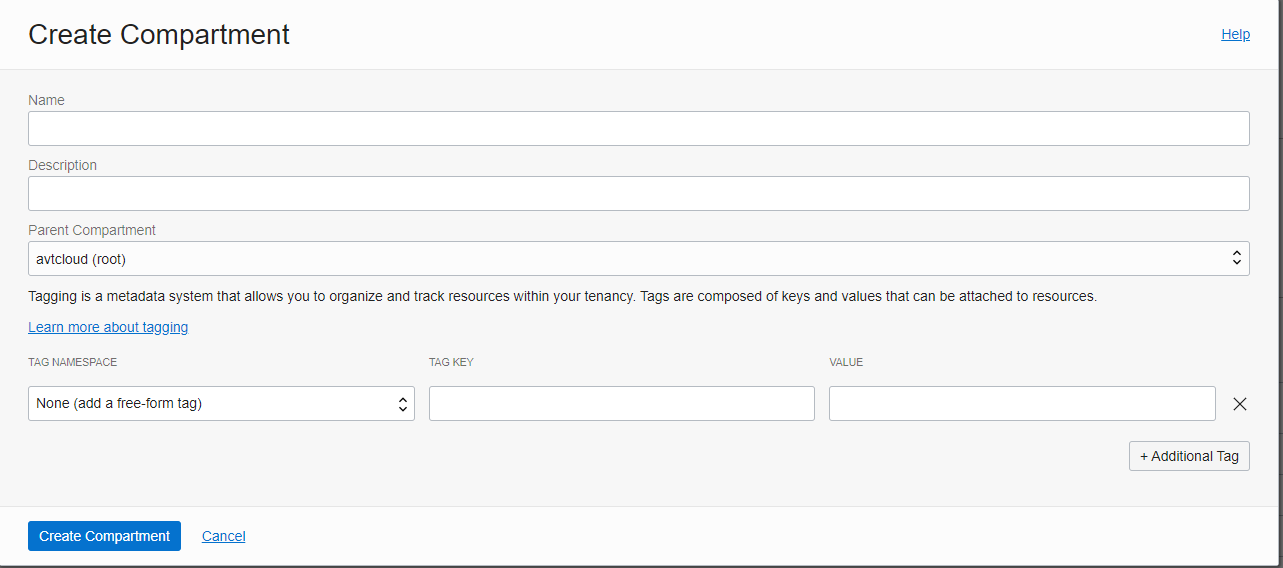 Create Compartment
Help
Name
Description
Parent Compartment
avtcloud (root)
Tagging is a metadata system that allows you to organize and track resources within your tenancy. Tags are composed of keys and values that can be attached to resources.
Learn more about tagging
TAG NAMESPACE TAG KEY VALUE
None (add a free-form tag)
+ Additional Tag
Create Compartment Cancel